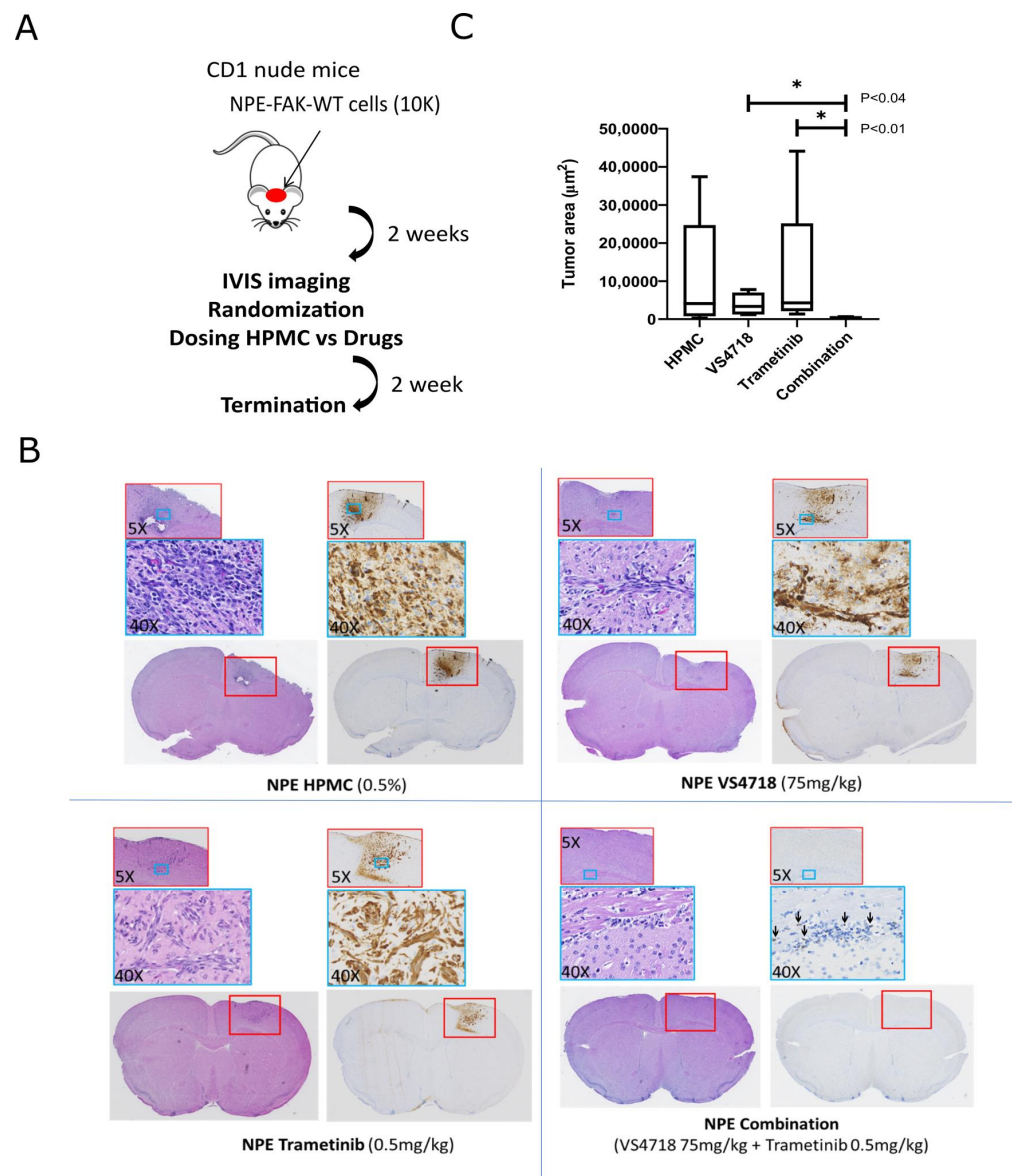 A
CD1 nude mice
NPE-FAK-WT cells (10K)
2 weeks
IVIS imaging
Randomization
Dosing HPMC vs Drugs
2 week
Termination
C
*
P<0.04
*
P<0.01
Tumor area (µm²)
50,0000
40,0000
30,0000
20,0000
10,0000
0
HPMC
VS4718
Trametinib
Combination
B
5X
5X
40X
40X
NPE HPMC (0.5%)
5X
5X
40X
40X
NPE VS4718 (75mg/kg)
5X
5X
40X
40X
NPE Trametinib (0.5mg/kg)
5X
5X
40X
40X
NPE Combination
(VS4718 75mg/kg + Trametinib 0.5mg/kg)